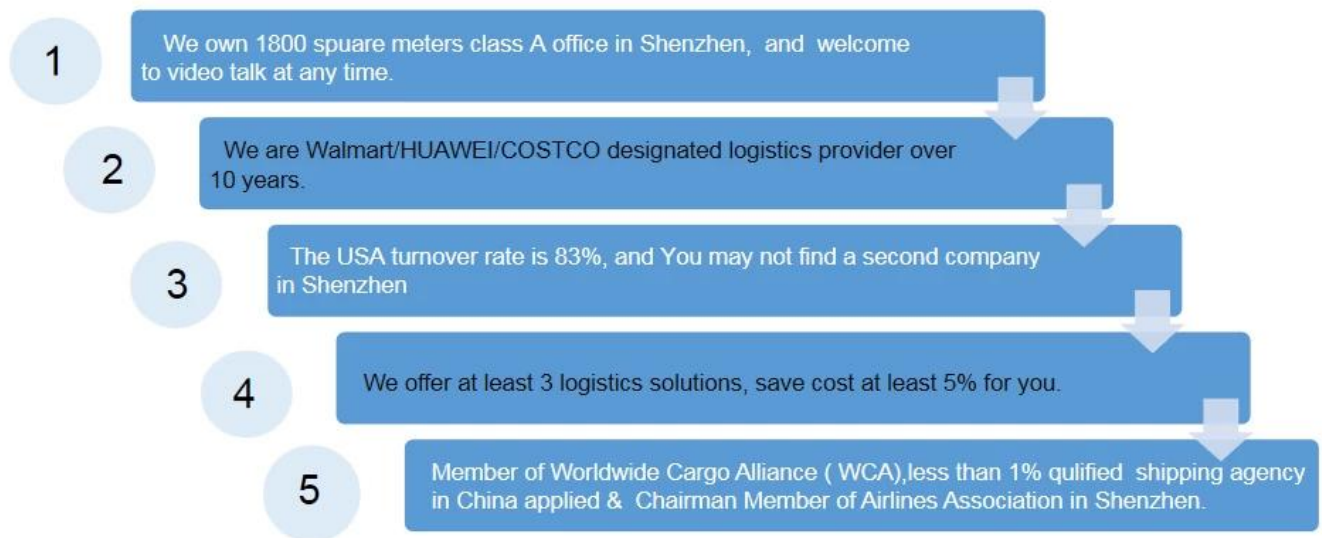 1
We own 1800 spuare meters class A office in Shenzhen, and welcome
to video talk at any time.
2
We are Walmart/HUAWEI/COSTCO designated logistics provider over
10 years.
3
The USA turnover rate is 83%, and You may not find a second company
in Shenzhen
4
We offer at least 3 logistics solutions, save cost at least 5% for you.
5
Member of Worldwide Cargo Alliance ( WCA),less than 1% qulified shipping agency
in China applied & Chairman Member of Airlines Association in Shenzhen.